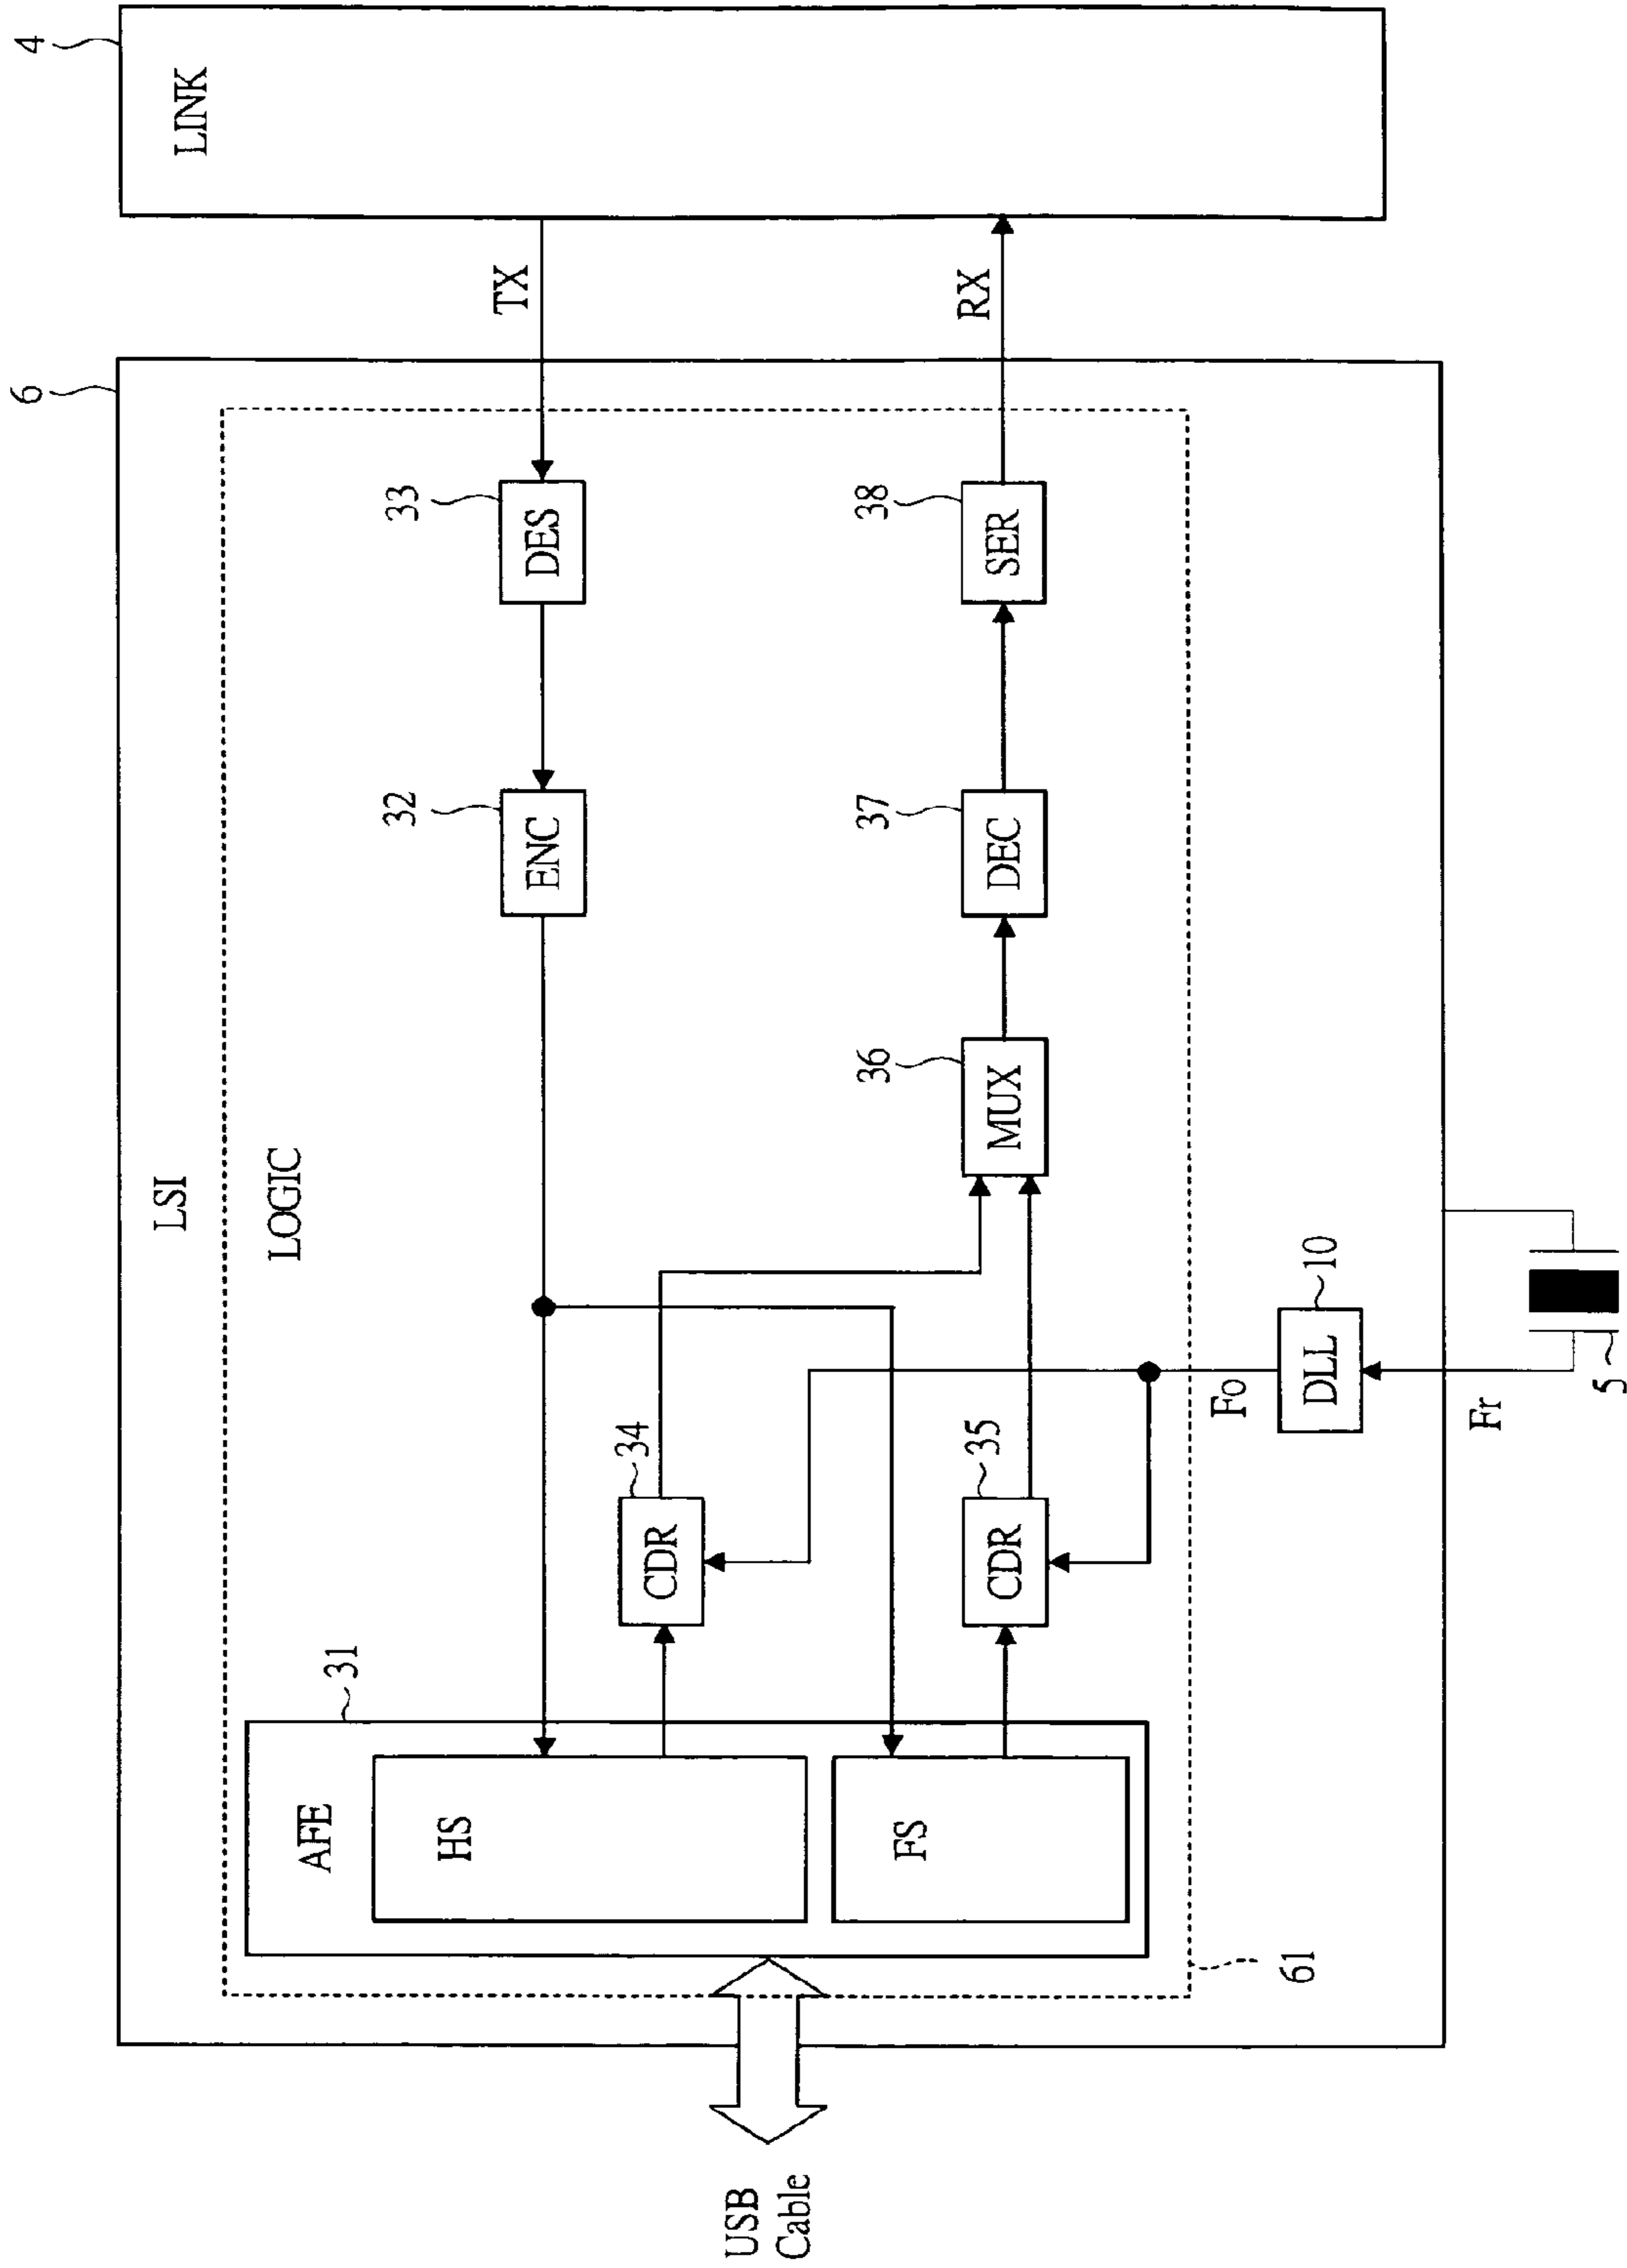 6
4
LSI
LINK
LOGIC
31
AFE
HS
FS
USB
Cable
32
ENC
33
DES
TX
34
CDR
35
CDR
36
MUX
37
DEC
38
SER
RX
61
Fo
DLL
10
Fr
5